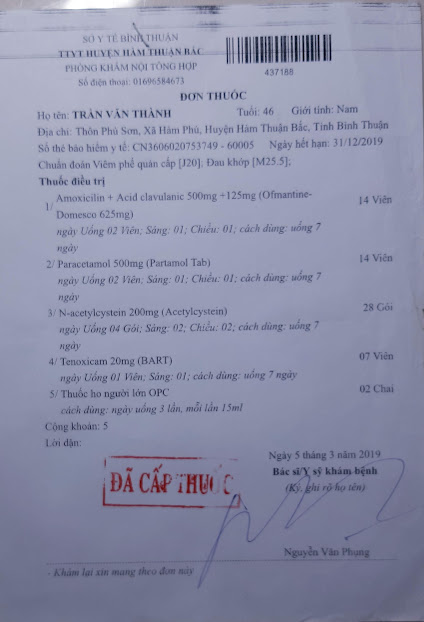 SỞ Y TẾ BÌNH THUẬN
TTYT HUYỆN HÀM THUẬN BẮC
PHÒNG KHÁM NỘI TỔNG HỢP
Số điện thoại: 01696584673
437188
ĐƠN THUỐC
Họ tên: TRẦN VĂN THÀNH Tuổi: 46 Giới tính: Nam
Địa chỉ: Thôn Phú Sơn, Xã Hàm Phú, Huyện Hàm Thuận Bắc, Tỉnh Bình Thuận
Số thẻ bảo hiểm y tế: CN3606020753749 - 60005 Ngày hết hạn: 31/12/2019
Chuẩn đoán Viêm phế quản cấp [J20]; Đau khớp [M25.5];
Thuốc điều trị
1/ Amoxicilin + Acid clavulanic 500mg +125mg (Ofmantine-
Domesco 625mg) 14 Viên
ngày Uống 02 Viên; Sáng: 01; Chiều: 01; cách dùng: uống 7
ngày
2/ Paracetamol 500mg (Partamol Tab) 14 Viên
ngày Uống 02 Viên; Sáng: 01; Chiều: 01; cách dùng: uống 7
ngày
3/ N-acetylcystein 200mg (Acetylcystein) 28 Gói
ngày Uống 04 Gói; Sáng: 02; Chiều: 02; cách dùng: uống 7
ngày
4/ Tenoxicam 20mg (BART) 07 Viên
ngày Uống 01 Viên; Sáng: 01; cách dùng: uống 7 ngày
5/ Thuốc ho người lớn OPC 02 Chai
cách dùng: ngày uống 3 lần, mỗi lần 15ml
Cộng khoản: 5
Lời dặn:
Ngày 5 tháng 3 năm 2019
Bác sĩ/Y sỹ khám bệnh
(Ký, ghi rõ họ tên)
ĐÃ CẤP THUỐC
Nguyễn Văn Phụng
- Khám lại xin mang theo đơn này